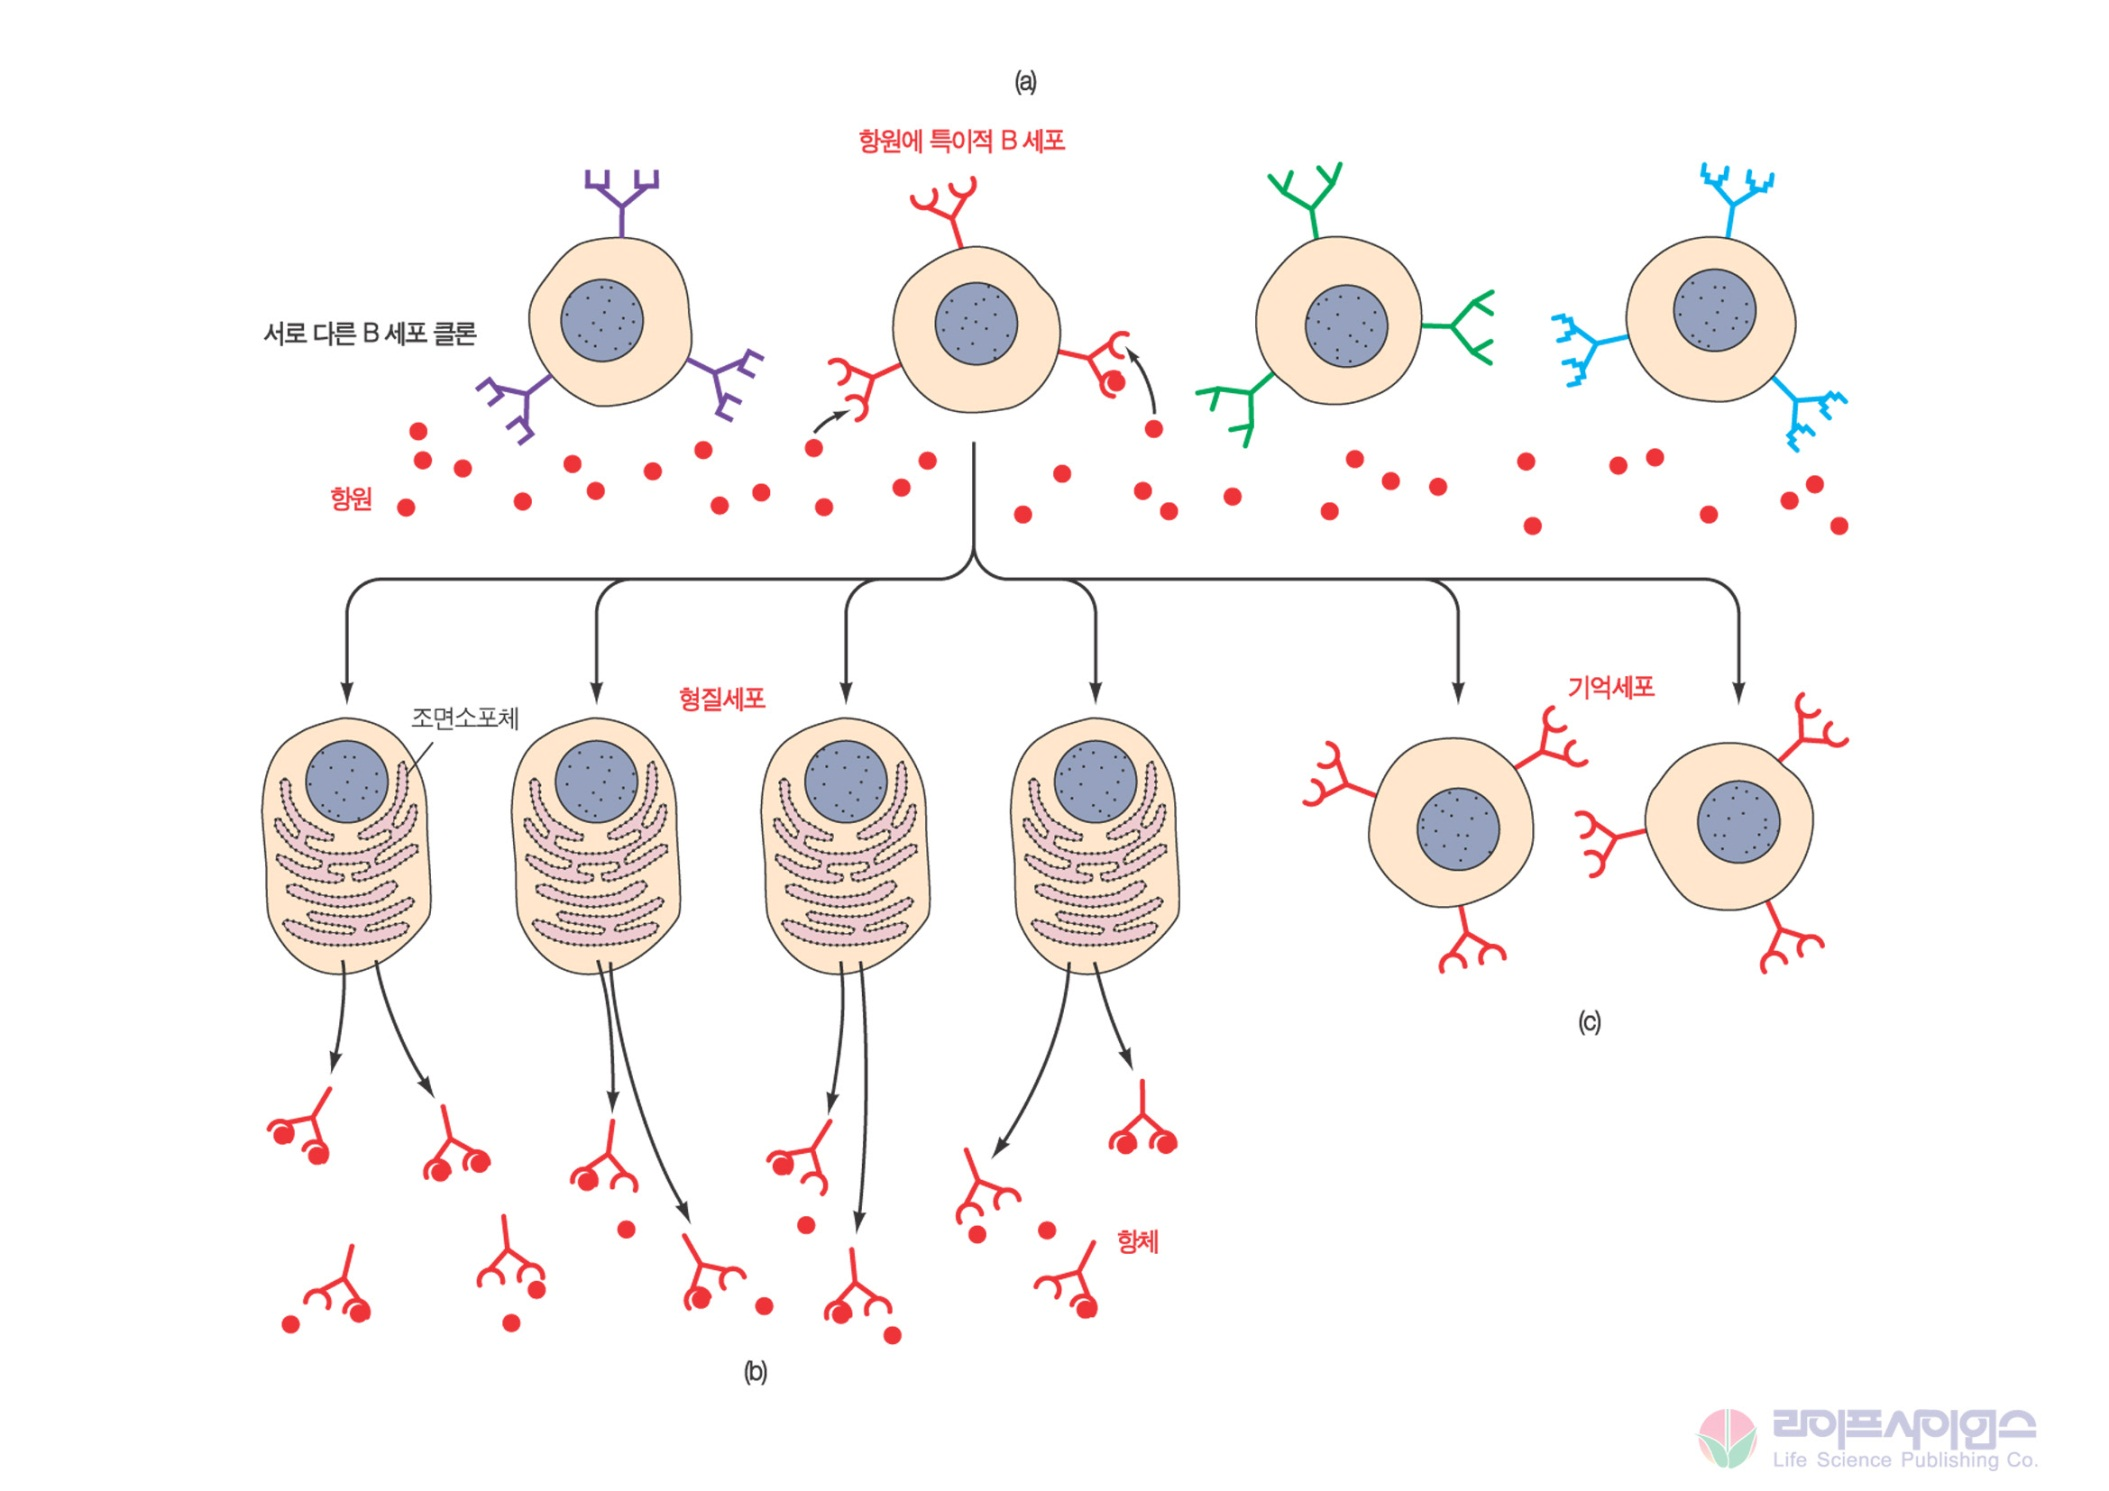 (a)
항원에 특이적 B 세포
서로 다른 B 세포 클론
항원
조면소포체
형질세포
기억세포
(c)
항체
(b)
라이프사이언스
Life Science Publishing Co.